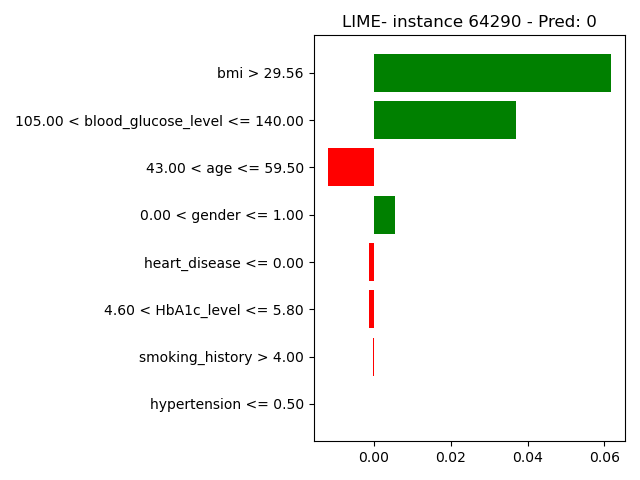 LIME- instance 64290 - Pred: 0
bmi > 29.56
105.00 < blood_glucose_level <= 140.00
43.00 < age <= 59.50
0.00 < gender <= 1.00
heart_disease <= 0.00
4.60 < HbA1c_level <= 5.80
smoking_history > 4.00
hypertension <= 0.50
0.00 0.02 0.04 0.06